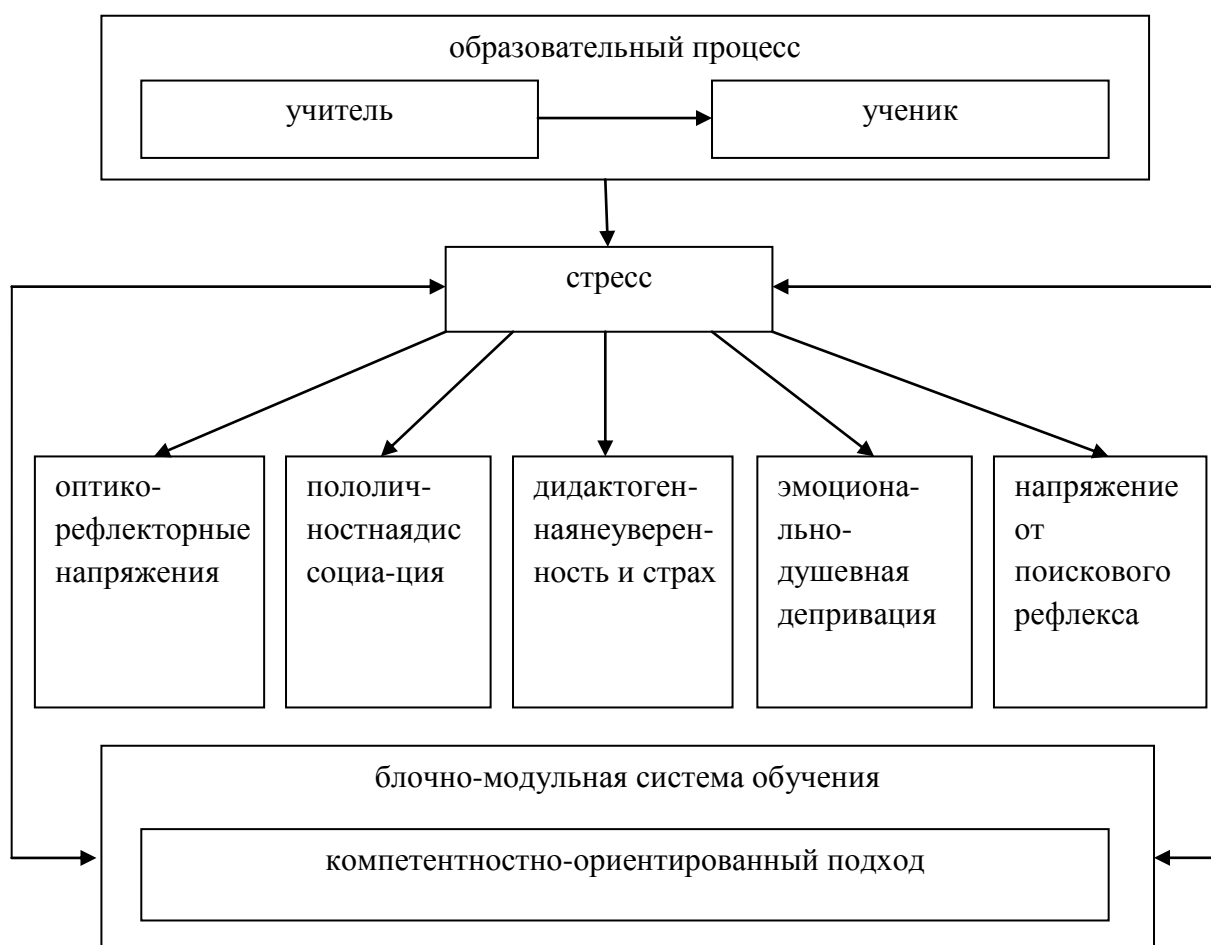 образовательный процесс
учитель
ученик
стресс
оптико-
рефлекторные
напряжения
пололич-
ностнаядис
социа-ция
дидактоген-
наянеуверен-
ность и страх
эмоциона-
льно-
душевная
депривация
напряжение
от
поискового
рефлекса
блочно-модульная система обучения
компетентностно-ориентированный подход